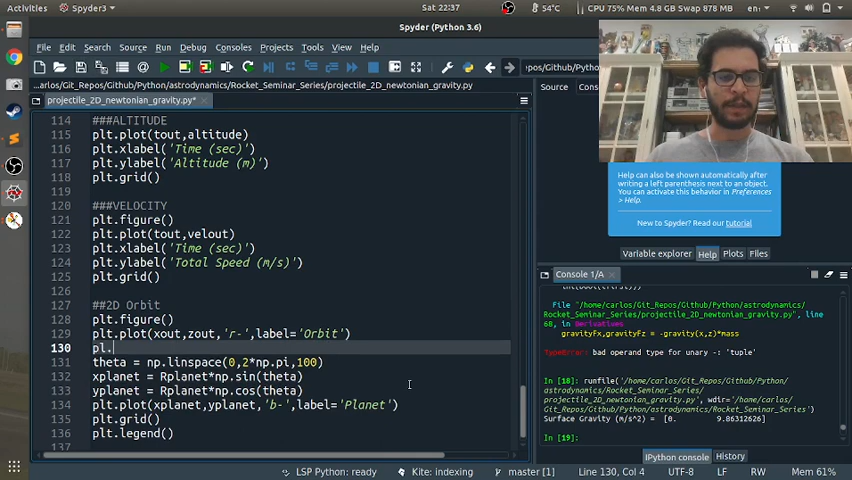 Activities Spyder3 Sat 22:37 54°C CPU 75% Mem 4.8 GB Swap 878 MB en
Spyder (Python 3.6)
File Edit Search Source Run Debug Consoles Projects Tools View Help
epos/Github/Python/
.../carlos/Git_Repos/Github/Python/astrodynamics/Rocket_Seminar_Series/projectile_2D_newtonian_gravity.py
Source Cons
projectile_2D_newtonian_gravity.py*
114 ###ALTITUDE
115 plt.plot(tout,altitude)
116 plt.xlabel('Time (sec)')
117 plt.ylabel('Altitude (m)')
118 plt.grid()
119
120 ###VELOCITY
121 plt.figure()
122 plt.plot(tout,velout)
123 plt.xlabel('Time (sec)')
124 plt.ylabel('Total Speed (m/s)')
125 plt.grid()
126
127 ##2D Orbit
128 plt.figure()
129 plt.plot(xout,zout,'r-',label='Orbit')
130 pl.
131 theta = np.linspace(0,2*np.pi,100)
132 xplanet = Rplanet*np.sin(theta)
133 yplanet = Rplanet*np.cos(theta)
134 plt.plot(xplanet,yplanet,'b-',label='Planet')
135 plt.grid()
136 plt.legend()
137
Help can also be shown automatically after
writing a left parenthesis next to an object.
You can activate this behavior in
Preferences > Help.
New to Spyder? Read our tutorial
Variable explorer Help Plots Files
Console 1/A
File "/home/carlos/Git_Repos/Github/Python/astrodynamics/
Rocket_Seminar_Series/projectile_2D_newtonian_gravity.py", line
68, in Derivatives
gravityFx,gravityFz = -gravity(x,z)*mass
TypeError: bad operand type for unary -: 'tuple'
In [18]: runfile('/home/carlos/Git_Repos/Github/Python/
astrodynamics/Rocket_Seminar_Series/
projectile_2D_newtonian_gravity.py', wdir='/home/carlos/
Git_Repos/Github/Python/astrodynamics/Rocket_Seminar_Series')
Surface Gravity (m/s^2) = [0. 9.86312626]
In [19]:
IPython console History
LSP Python: ready Kite: indexing master [1] Line 130, Col 4 UTF-8 LF RW Mem 61%